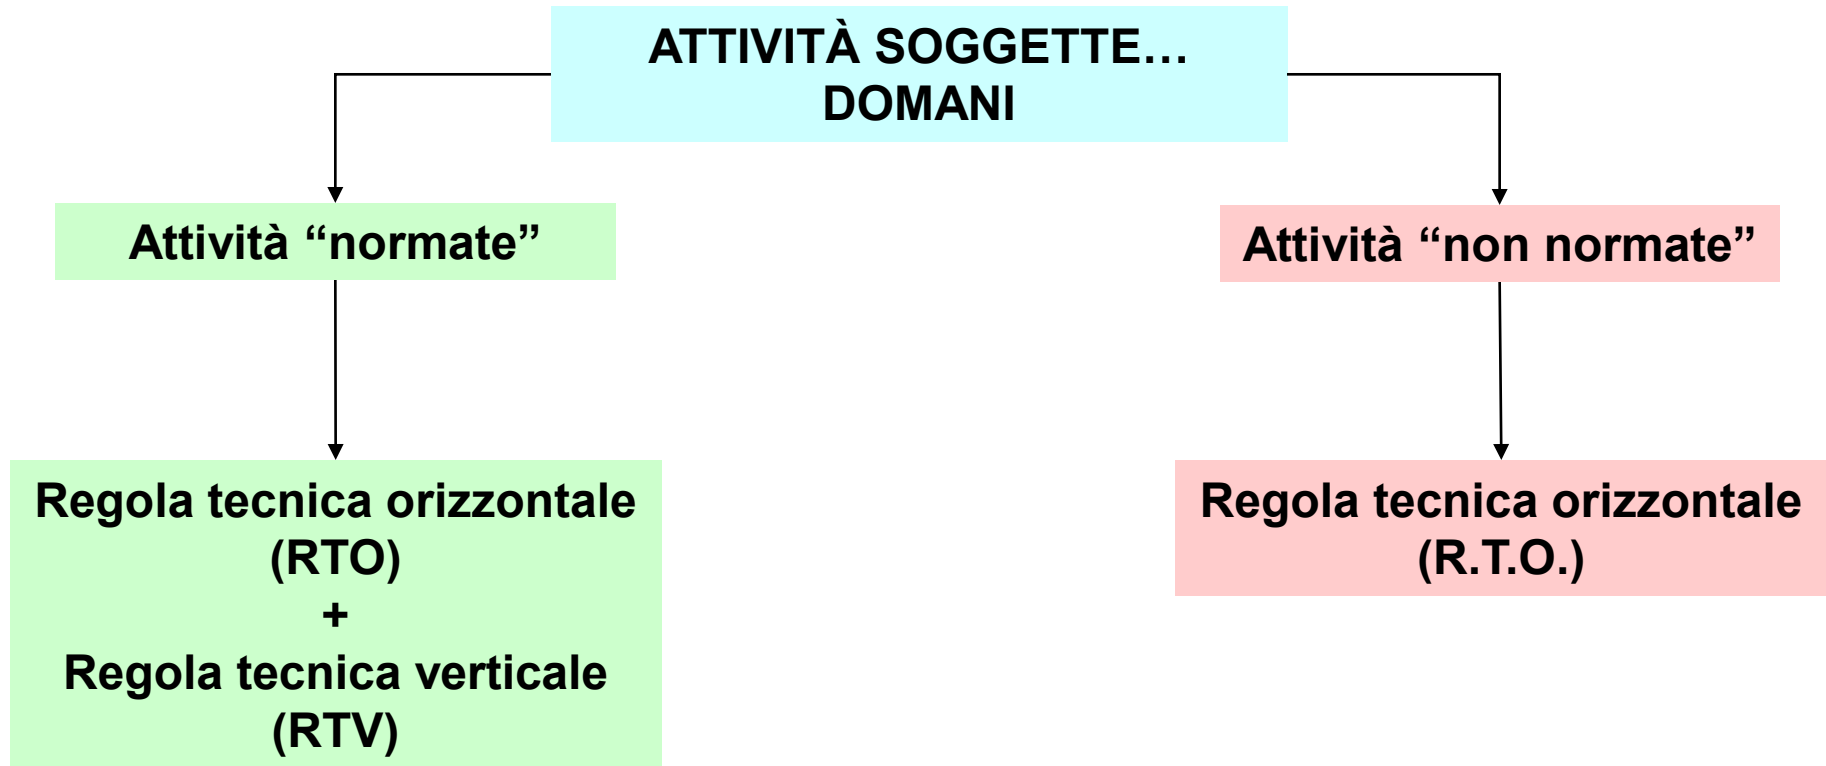 ATTIVITÀ SOGGETTE…
DOMANI
Attività “normate”
Attività “non normate”
Regola tecnica orizzontale
(RTO)
+
Regola tecnica verticale
(RTV)
Regola tecnica orizzontale
(R.T.O.)